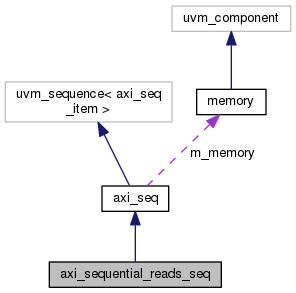 uvm_component
uvm_sequence< axi_seq
_item >
memory
m_memory
axi_seq
axi_sequential_reads_seq